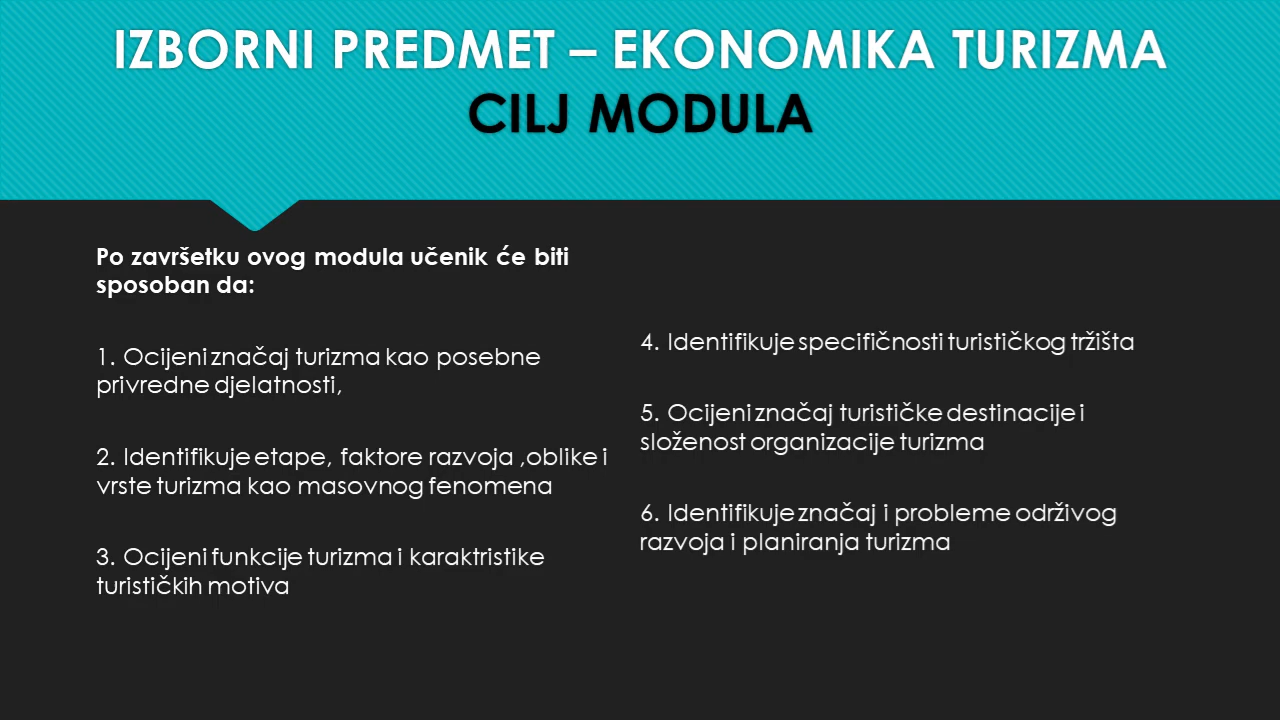 IZBORNI PREDMET – EKONOMIKA TURIZMA
CILJ MODULA
Po završetku ovog modula učenik će biti
sposoban da:
1. Ocijeni značaj turizma kao posebne
privredne djelatnosti,
2. Identifikuje etape, faktore razvoja ,oblike i
vrste turizma kao masovnog fenomena
3. Ocijeni funkcije turizma i karaktristike
turističkih motiva
4. Identifikuje specifičnosti turističkog tržišta
5. Ocijeni značaj turističke destinacije i
složenost organizacije turizma
6. Identifikuje značaj i probleme održivog
razvoja i planiranja turizma